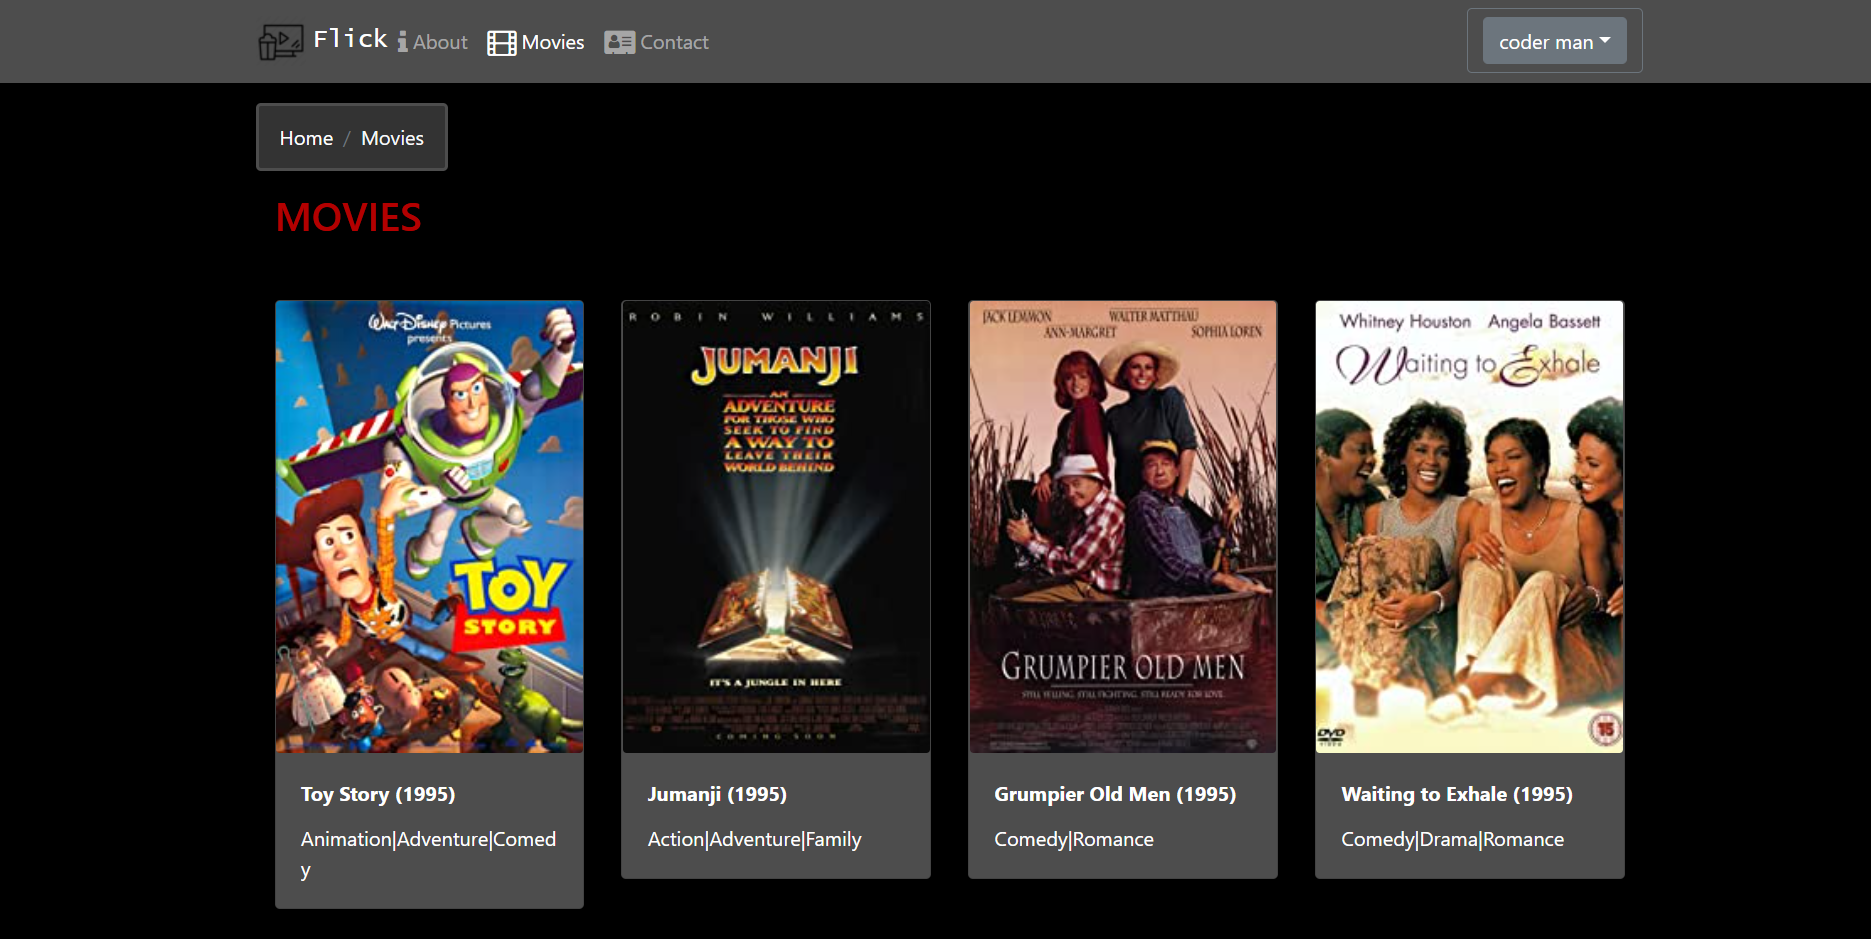 Flick About Movies Contact coder man
Home / Movies
MOVIES
WALT DISNEY PICTURES
presents
TOY
STORY
ROBIN WILLIAMS
JUMANJI
AN
ADVENTURE
FOR THOSE WHO
SEEK TO FIND
A WAY TO
LEAVE THEIR
WORLD BEHIND
IT'S A JUNGLE IN HERE
COMING SOON
JACK LEMMON WALTER MATTHAU
ANN-MARGRET SOPHIA LOREN
GRUMPIER OLD MEN
STILL YELLING. STILL FIGHTING. STILL READY FOR LOVE.
Whitney Houston Angela Bassett
Waiting to Exhale
DVD
VIDEO
15
Toy Story (1995)
Animation|Adventure|Comed
y
Jumanji (1995)
Action|Adventure|Family
Grumpier Old Men (1995)
Comedy|Romance
Waiting to Exhale (1995)
Comedy|Drama|Romance